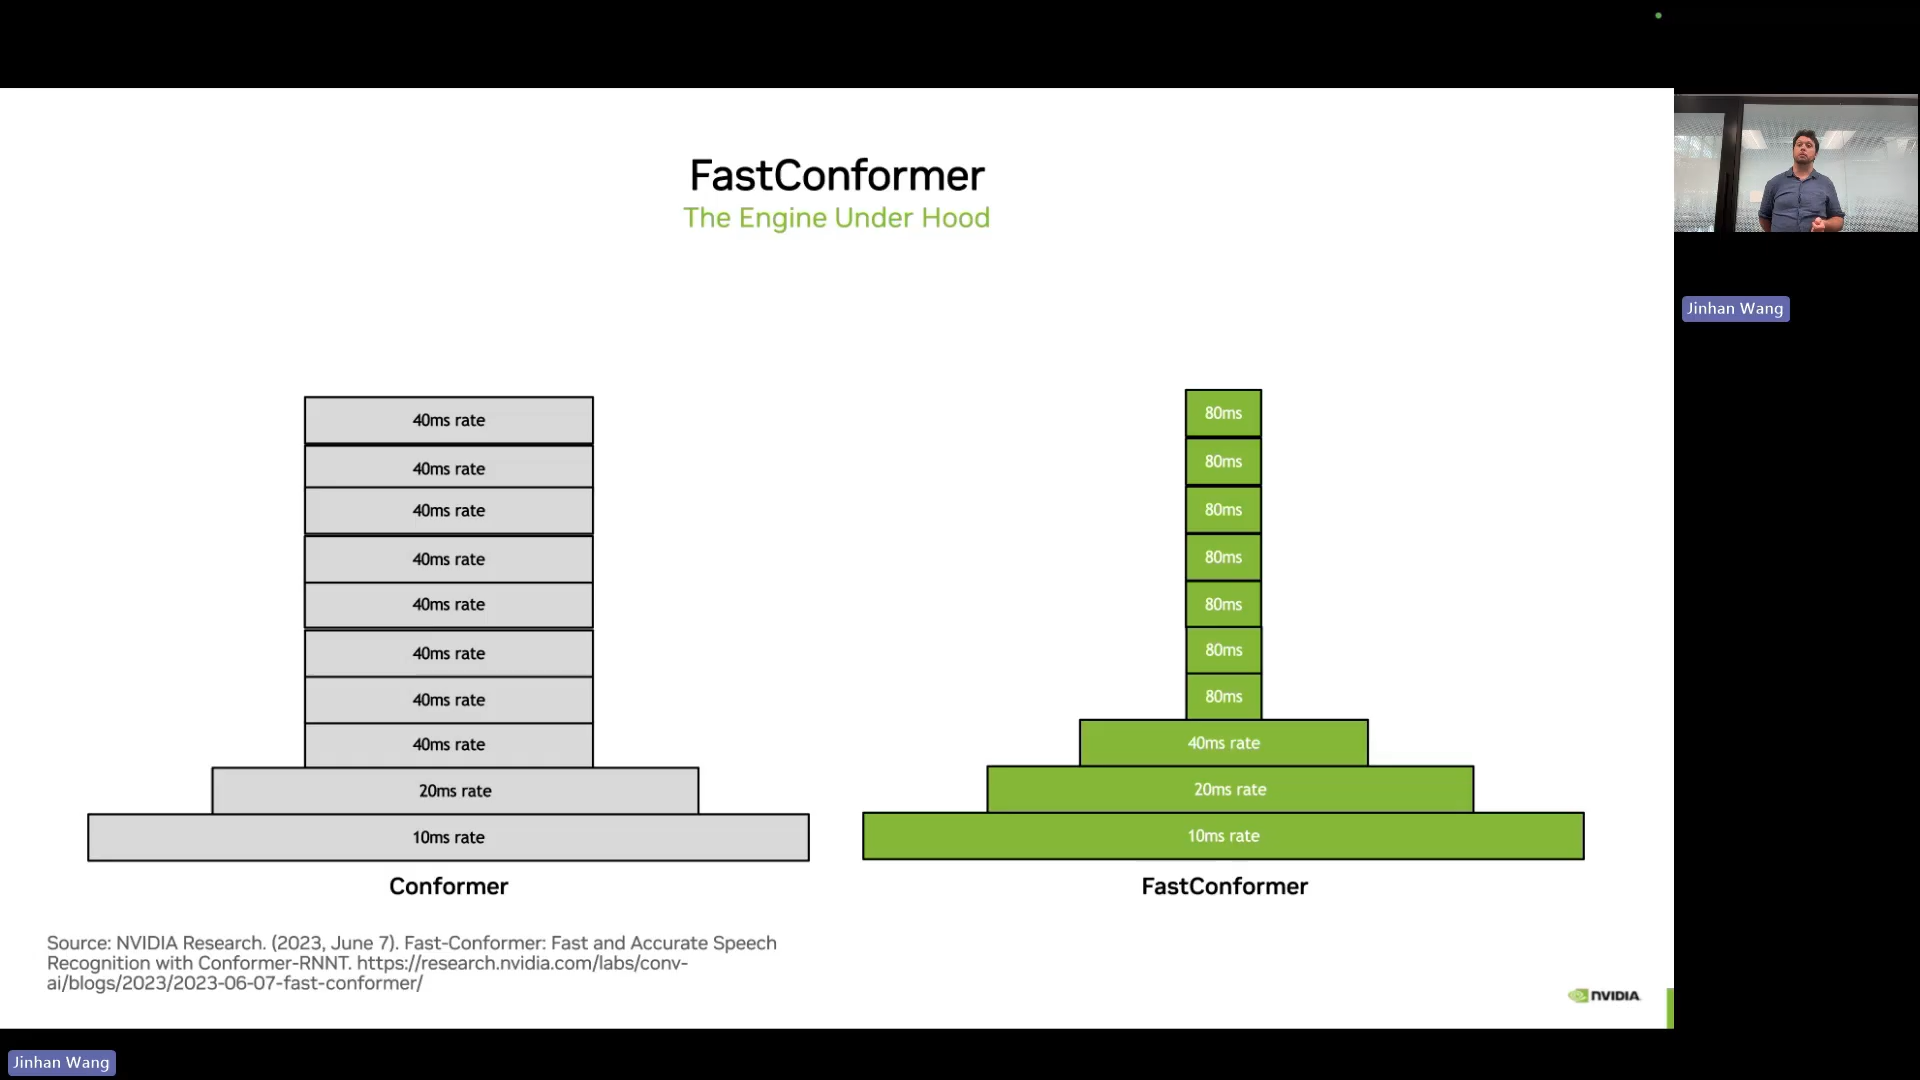 FastConformer
The Engine Under Hood
Jinhan Wang
40ms rate
40ms rate
40ms rate
40ms rate
40ms rate
40ms rate
40ms rate
40ms rate
20ms rate
10ms rate
Conformer
80ms
80ms
80ms
80ms
80ms
80ms
80ms
40ms rate
20ms rate
10ms rate
FastConformer
Source: NVIDIA Research. (2023, June 7). Fast-Conformer: Fast and Accurate Speech
Recognition with Conformer-RNNT. https://research.nvidia.com/labs/conv-
ai/blogs/2023/2023-06-07-fast-conformer/
NVIDIA
Jinhan Wang